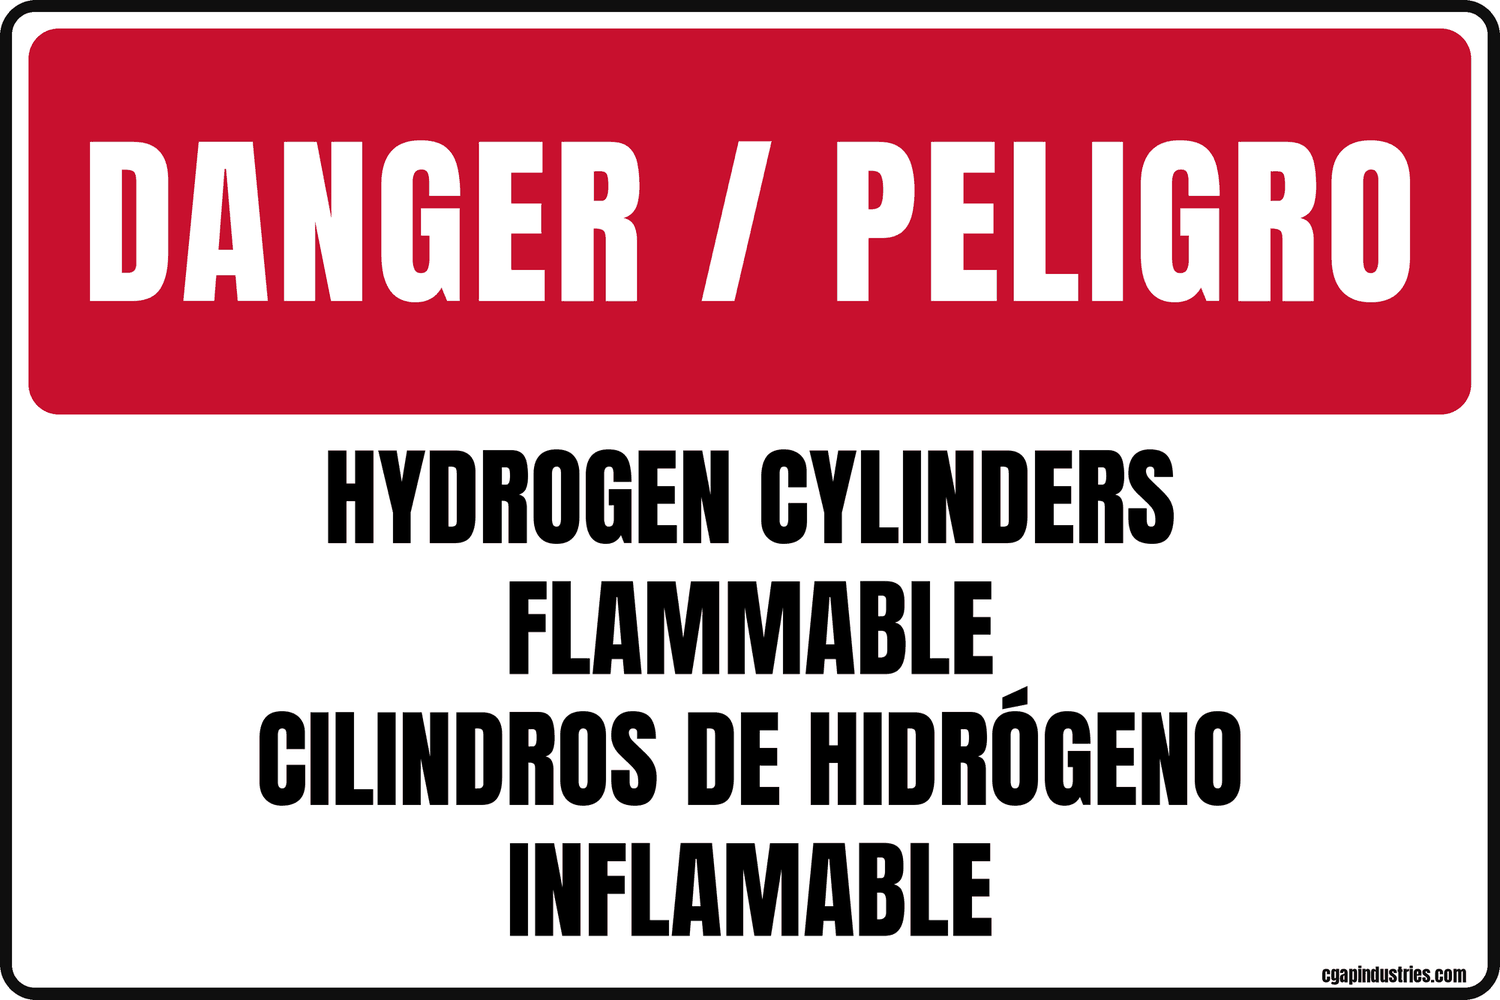 DANGER / PELIGRO
HYDROGEN CYLINDERS
FLAMMABLE
CILINDROS DE HIDRÓGENO
INFLAMABLE
cgapindustries.com